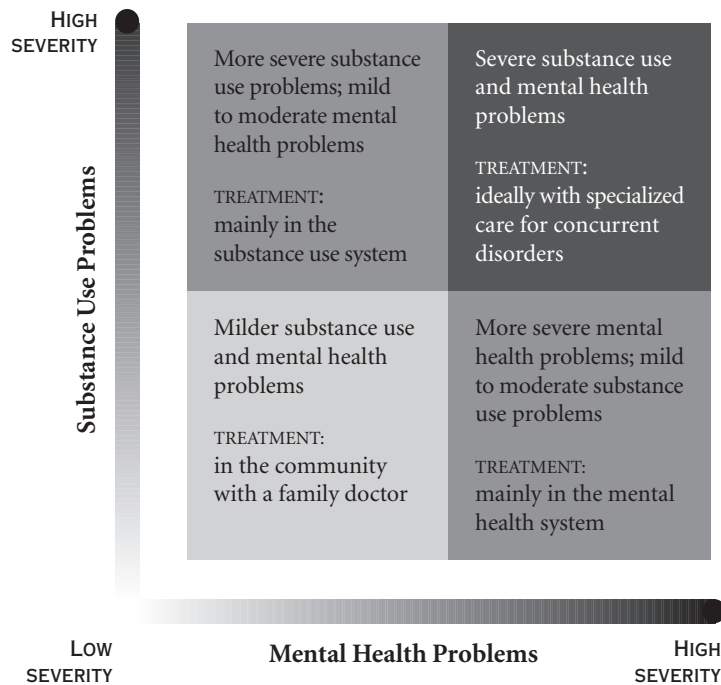 HIGH
SEVERITY
Substance Use Problems
More severe substance
use problems; mild
to moderate mental
health problems
TREATMENT:
mainly in the
substance use system
Severe substance use
and mental health
problems
TREATMENT:
ideally with specialized
care for concurrent
disorders
Milder substance use
and mental health
problems
TREATMENT:
in the community
with a family doctor
More severe mental
health problems; mild
to moderate substance
use problems
TREATMENT:
mainly in the mental
health system
LOW
SEVERITY
Mental Health Problems
HIGH
SEVERITY